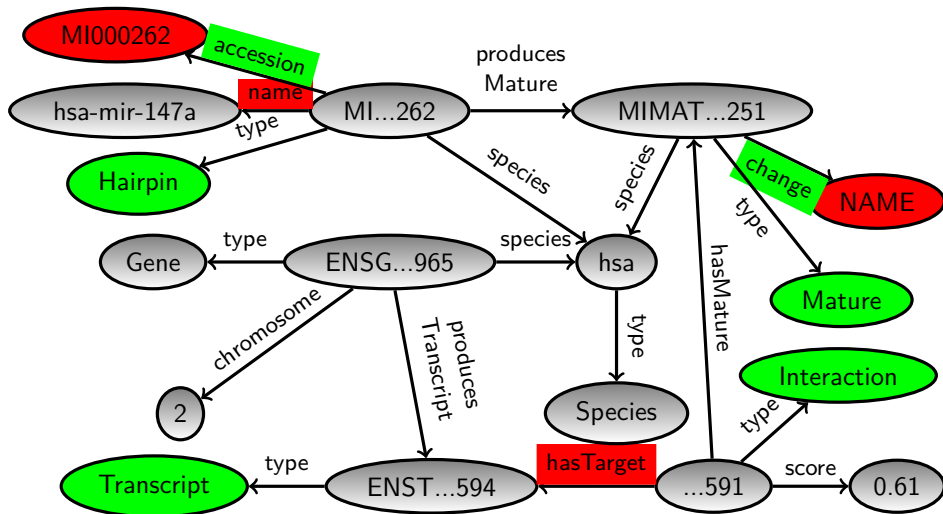 MI000262
accession
produces
Mature
hsa-mir-147a
name
MI...262
MIMAT...251
type
Hairpin
species
species
change
NAME
type
Gene
type
ENSG...965
species
hsa
hasMature
Mature
chromosome
produces
Transcript
type
Interaction
2
Species
type
Transcript
type
ENST...594
hasTarget
...591
score
0.61